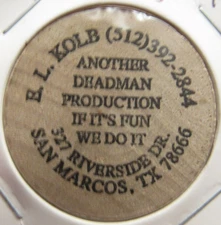 E. L. KOLB (512)392-2844
ANOTHER
DEADMAN
PRODUCTION
IF IT'S FUN
WE DO IT
327 RIVERSIDE DR.
SAN MARCOS, TX 78666